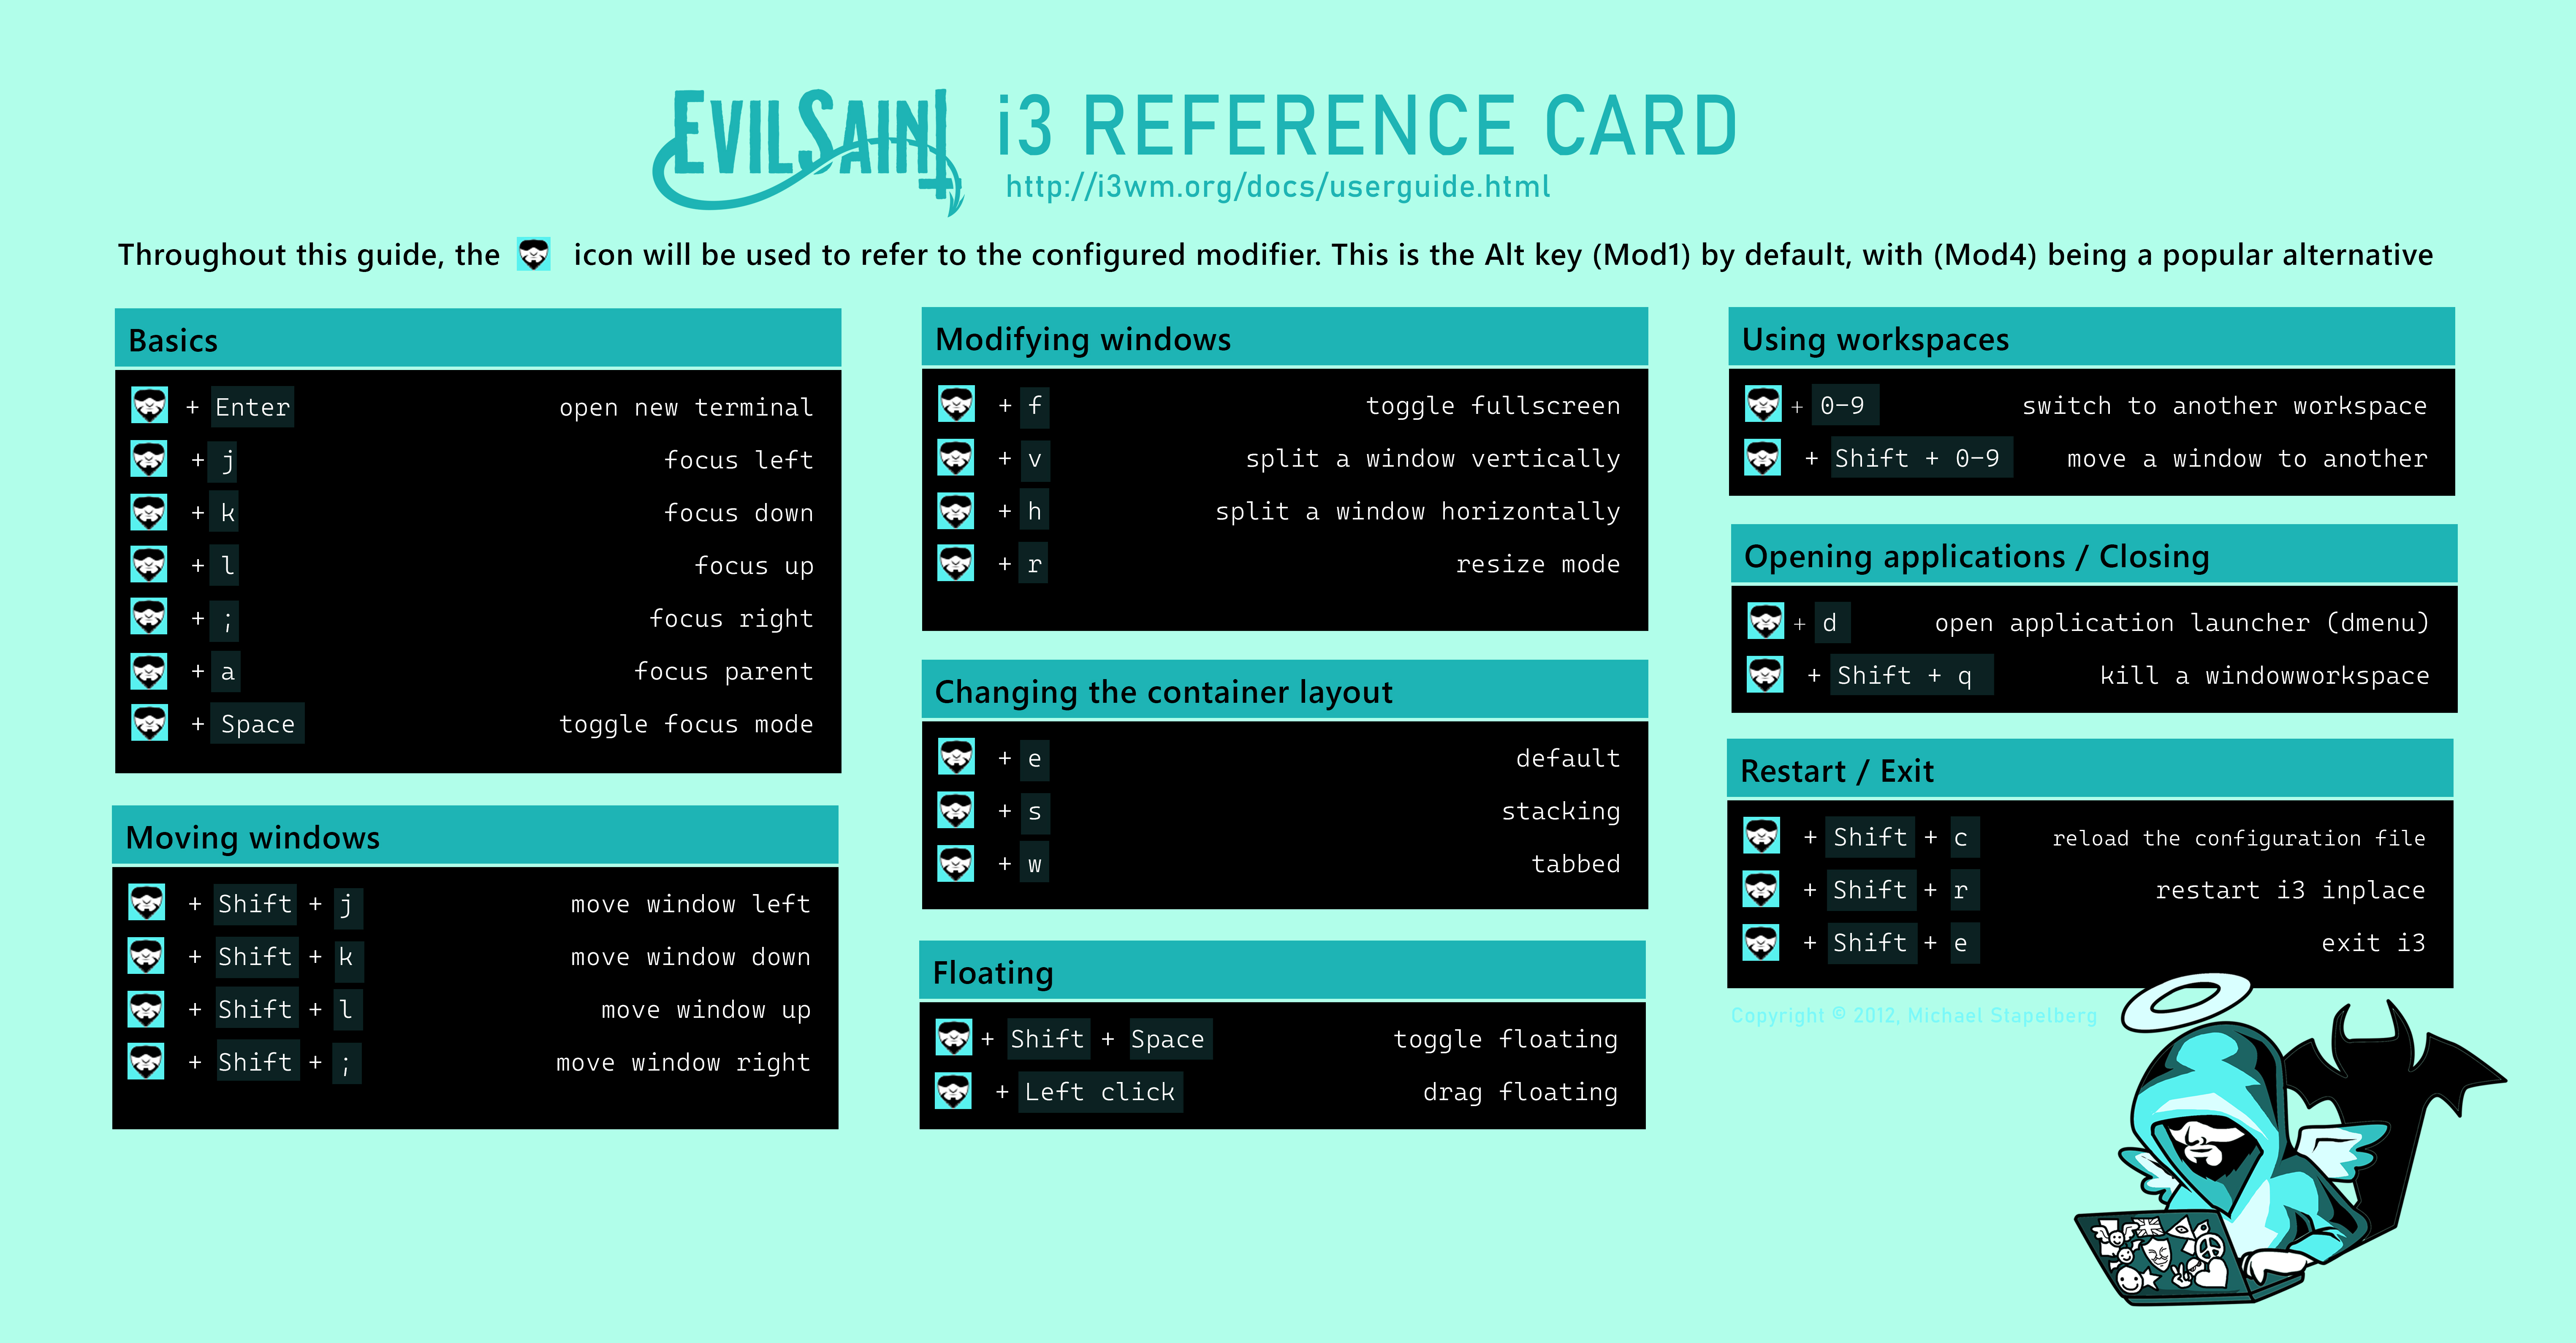 EVILSAINT
i3 REFERENCE CARD
http://i3wm.org/docs/userguide.html
Throughout this guide, the icon will be used to refer to the configured modifier. This is the Alt key (Mod1) by default, with (Mod4) being a popular alternative
Basics
+ Enter open new terminal
+ j focus left
+ k focus down
+ l focus up
+ ; focus right
+ a focus parent
+ Space toggle focus mode
Moving windows
+ Shift + j move window left
+ Shift + k move window down
+ Shift + l move window up
+ Shift + ; move window right
Modifying windows
+ f toggle fullscreen
+ v split a window vertically
+ h split a window horizontally
+ r resize mode
Changing the container layout
+ e default
+ s stacking
+ w tabbed
Floating
+ Shift + Space toggle floating
+ Left click drag floating
Using workspaces
+ 0-9 switch to another workspace
+ Shift + 0-9 move a window to another
Opening applications / Closing
+ d open application launcher (dmenu)
+ Shift + q kill a windowworkspace
Restart / Exit
+ Shift + c reload the configuration file
+ Shift + r restart i3 inplace
+ Shift + e exit i3
Copyright © 2012, Michael Stapelberg